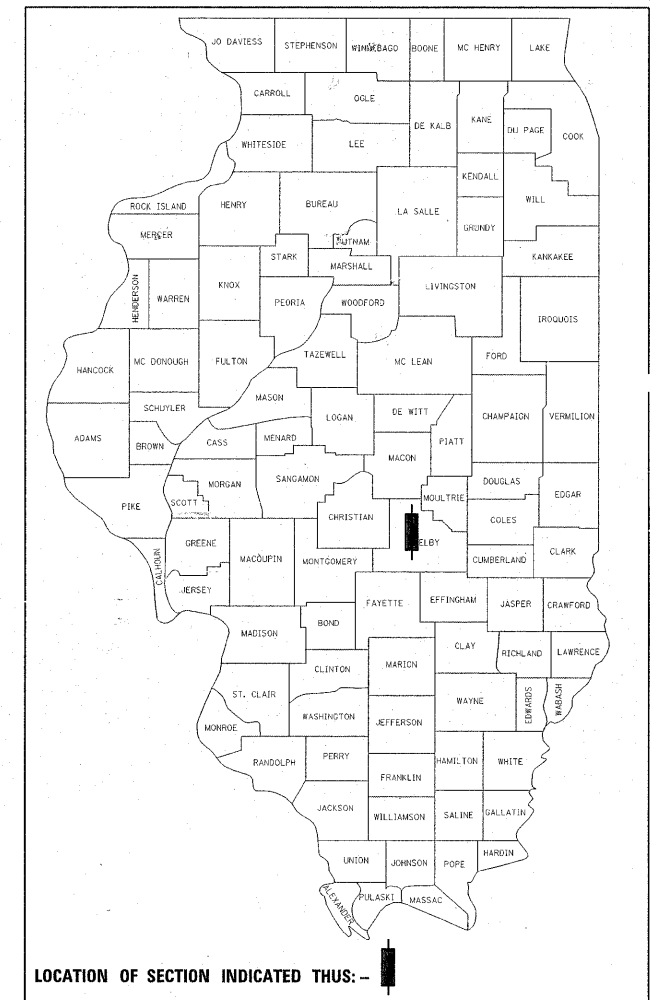 JO DAVIESS STEPHENSON WINNEBAGO BOONE MC HENRY LAKE
CARROLL OGLE
DE KALB KANE DU PAGE COOK
WHITESIDE LEE
KENDALL
WILL
ROCK ISLAND HENRY BUREAU LA SALLE
GRUNDY
MERCER PUTNAM
STARK MARSHALL KANKAKEE
HENDERSON WARREN KNOX PEORIA WOODFORD LIVINGSTON
IROQUOIS
HANCOCK MC DONOUGH FULTON TAZEWELL MC LEAN FORD
MASON
SCHUYLER LOGAN DE WITT CHAMPAIGN VERMILION
ADAMS BROWN CASS MENARD MACON PIATT
MORGAN SANGAMON DOUGLAS
SCOTT MOULTRIE EDGAR
PIKE CHRISTIAN COLES
GREENE ELBY
CALHOUN MACOUPIN MONTGOMERY CUMBERLAND CLARK
JERSEY FAYETTE EFFINGHAM JASPER CRAWFORD
MADISON BOND
CLAY RICHLAND LAWRENCE
CLINTON MARION
ST. CLAIR WAYNE EDWARDS WABASH
MONROE WASHINGTON JEFFERSON
RANDOLPH PERRY HAMILTON WHITE
FRANKLIN
JACKSON WILLIAMSON SALINE GALLATIN
UNION JOHNSON POPE HARDIN
ALEXANDER PULASKI MASSAC
LOCATION OF SECTION INDICATED THUS: –